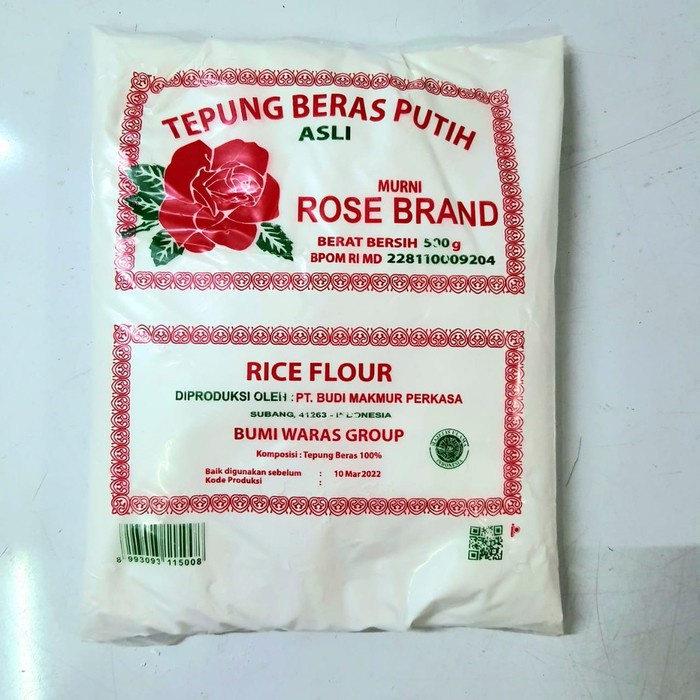 TEPUNG BERAS PUTIH
ASLI
MURNI
ROSE BRAND
BERAT BERSIH 500 g
BPOM RI MD 228110009204
RICE FLOUR
DIPRODUKSI OLEH : PT. BUDI MAKMUR PERKASA
SUBANG, 41263 - INDONESIA
BUMI WARAS GROUP
Komposisi : Tepung Beras 100%
Baik digunakan sebelum : 10 Mar 2022
Kode Produksi :
8 993093 115008